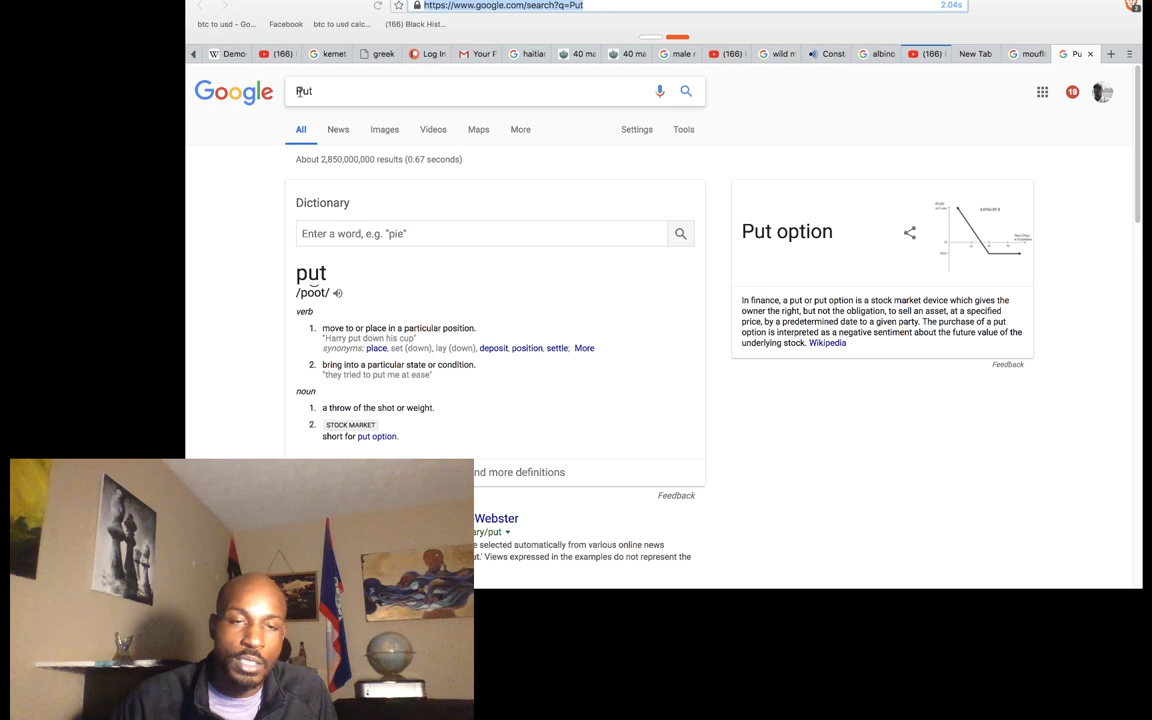 https://www.google.com/search?q=Put 2.04s
btc to usd - Go... Facebook btc to usd calc... (166) Black Hist...
Demo (166) kemet greek Log In Your F haitian 40 ma 40 ma male r (166) wild m Const albino (166) New Tab moufl Pu
Google Put 19
All News Images Videos Maps More Settings Tools
About 2,850,000,000 results (0.67 seconds)
Dictionary
Enter a word, e.g. "pie"
put
/po͝ot/
verb
1. move to or place in a particular position.
"Harry put down his cup"
synonyms: place, set (down), lay (down), deposit, position, settle; More
2. bring into a particular state or condition.
"they tried to put me at ease"
noun
1. a throw of the shot or weight.
2. STOCK MARKET
short for put option.
nd more definitions
Feedback
-Webster
ary/put
e selected automatically from various online news
ut.' Views expressed in the examples do not represent the
Put option
LONG PUT
In finance, a put or put option is a stock market device which gives the
owner the right, but not the obligation, to sell an asset, at a specified
price, by a predetermined date to a given party. The purchase of a put
option is interpreted as a negative sentiment about the future value of the
underlying stock. Wikipedia
Feedback